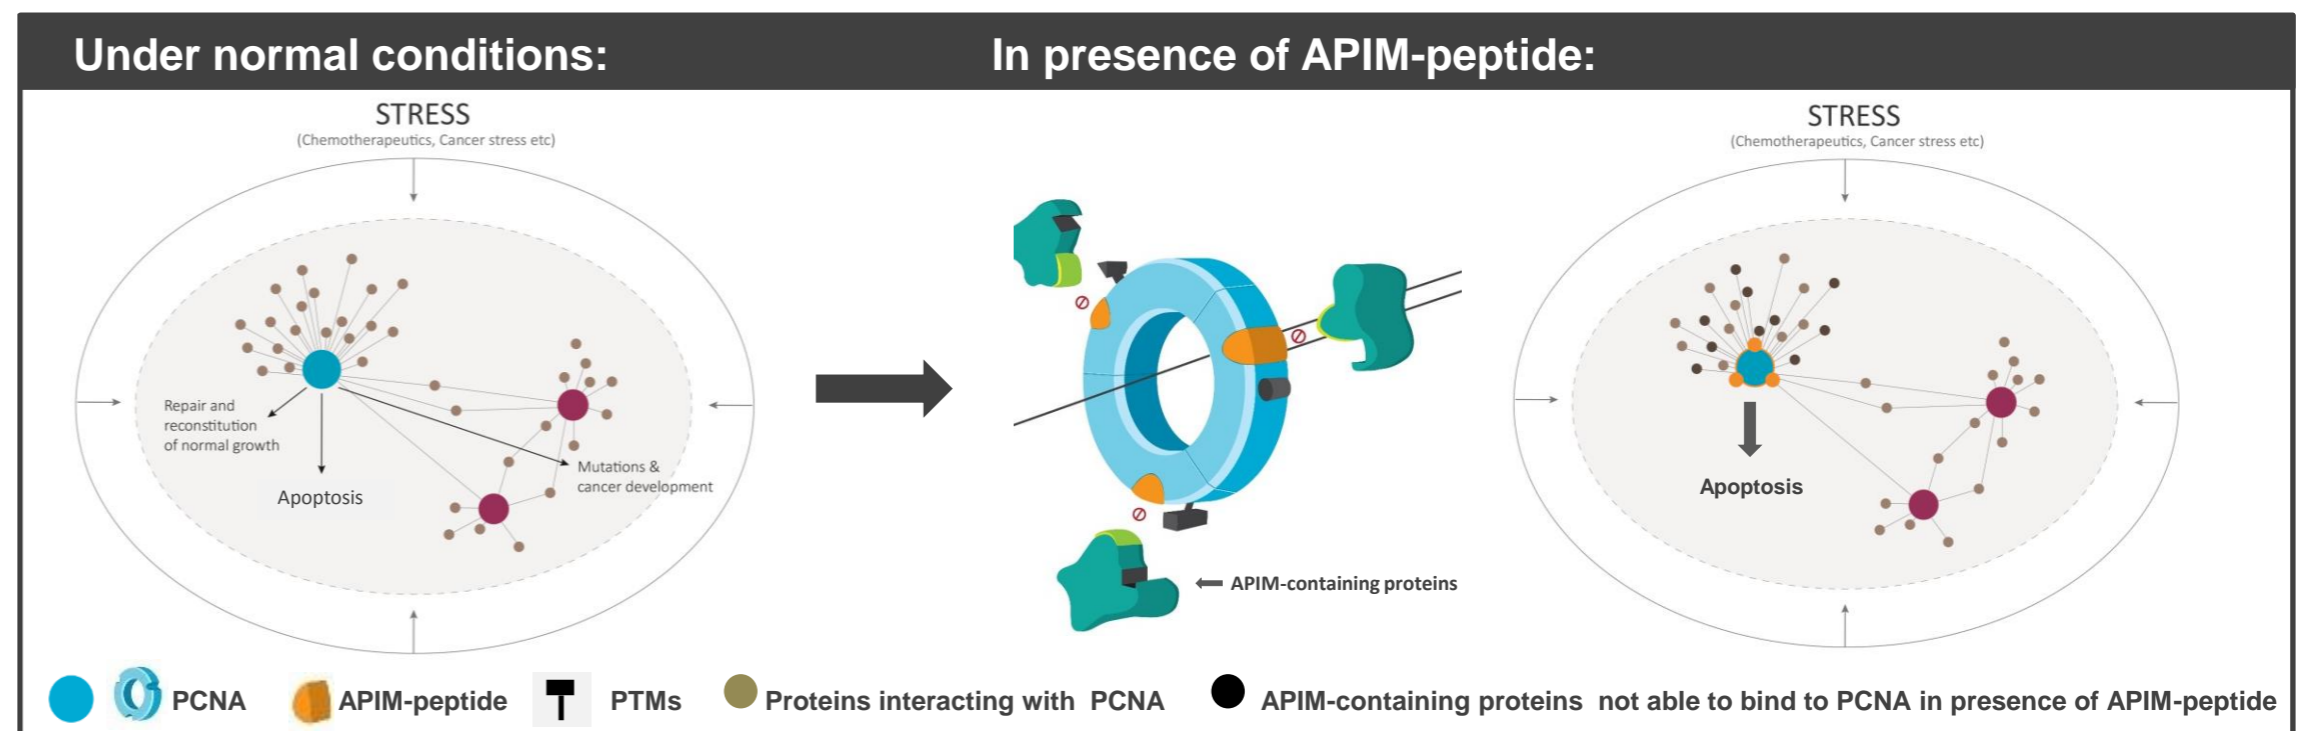 Under normal conditions:
In presence of APIM-peptide:
STRESS
(Chemotherapeutics, Cancer stress etc)
Repair and
reconstitution
of normal growth
Apoptosis
Mutations &
cancer development
APIM-containing proteins
STRESS
(Chemotherapeutics, Cancer stress etc)
Apoptosis
PCNA
APIM-peptide
PTMs
Proteins interacting with PCNA
APIM-containing proteins not able to bind to PCNA in presence of APIM-peptide